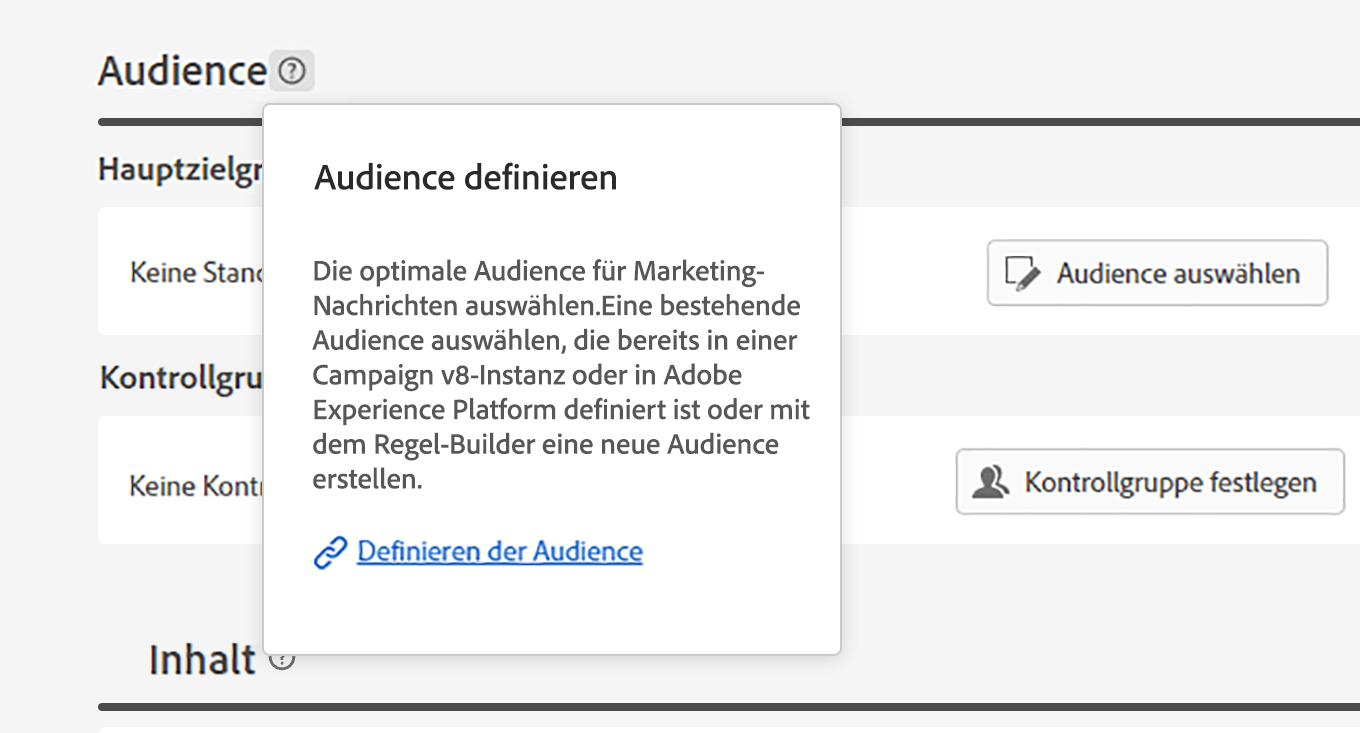 Audience
Audience definieren
Die optimale Audience für Marketing-
Nachrichten auswählen.Eine bestehende
Audience auswählen, die bereits in einer
Campaign v8-Instanz oder in Adobe
Experience Platform definiert ist oder mit
dem Regel-Builder eine neue Audience
erstellen.
Definieren der Audience
Hauptzielgr
Keine Stand
Audience auswählen
Kontrollgru
Keine Kont
Kontrollgruppe festlegen
Inhalt